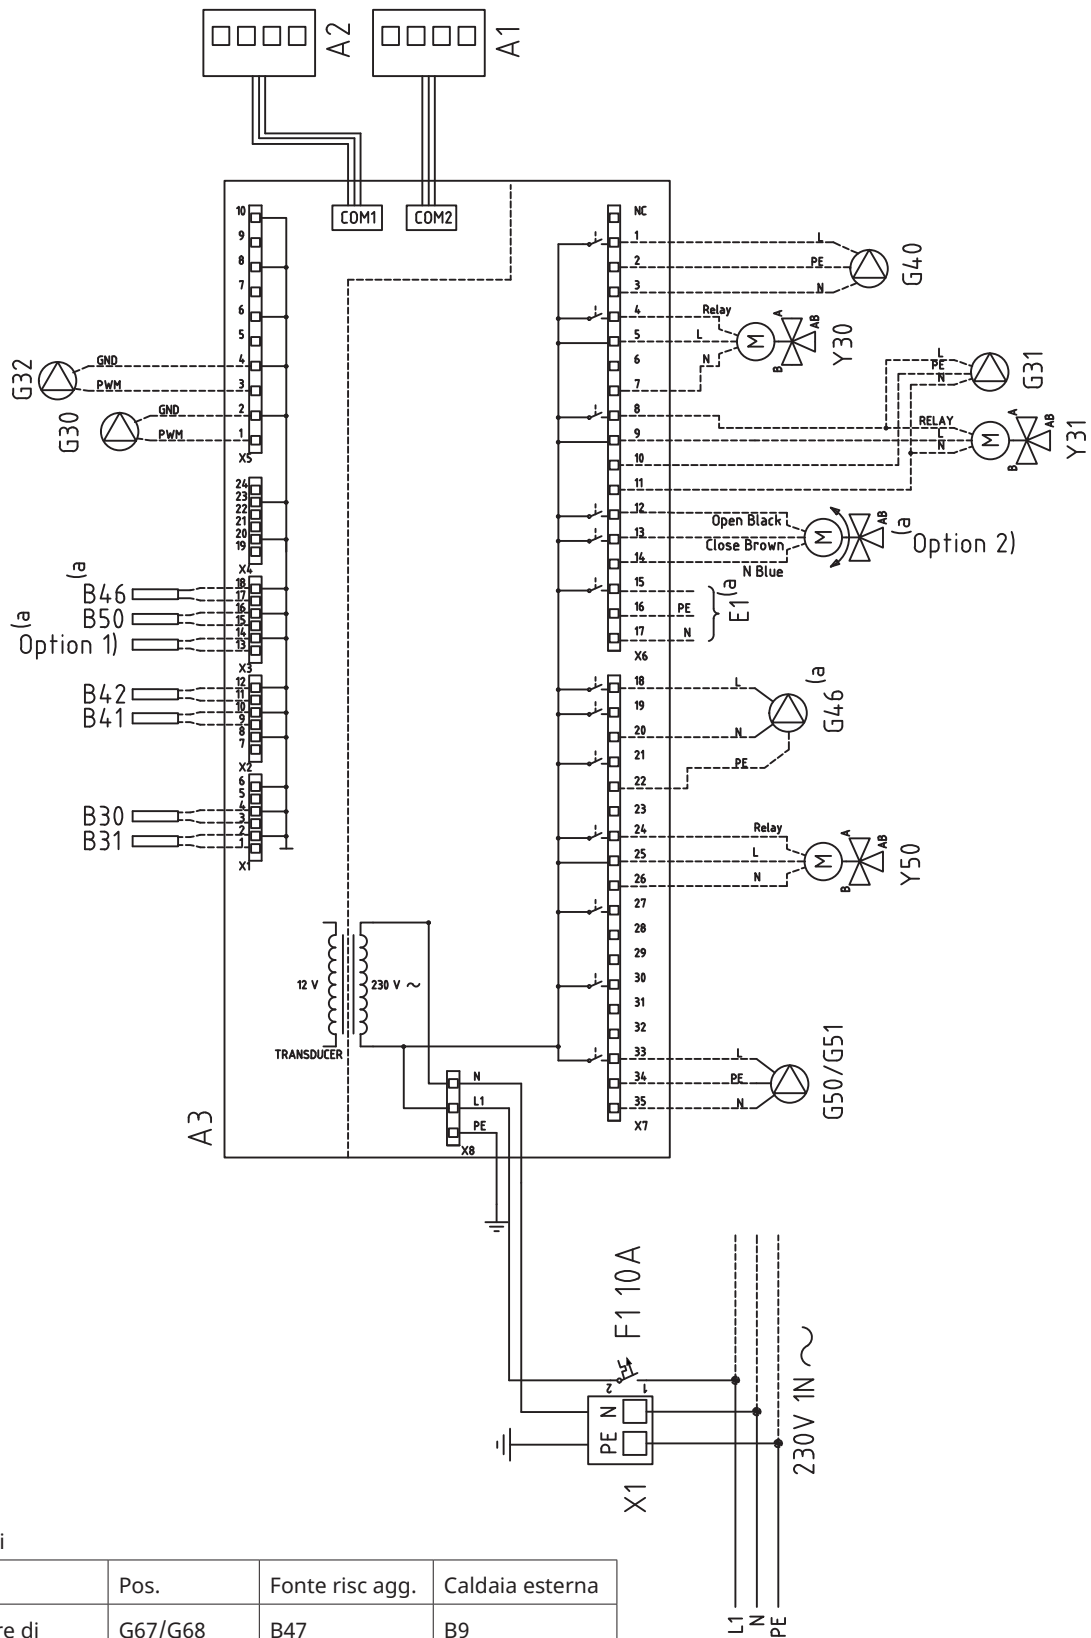 A2
A1
COM1
COM2
10
9
8
7
6
5
4
3
2
1
X5
G32
GND
PWM
G30
GND
PWM
24
23
22
21
20
19
X4
18
17
16
15
14
13
X3
B46 (a
B50
Option 1) (a
12
11
10
9
8
7
X2
B42
B41
6
5
4
3
2
1
X1
B30
B31
NC
1
2
3
4
5
6
7
8
9
10
11
12
13
14
15
16
17
X6
L
PE
N
G40
Relay
L
N
M
A
AB
B
Y30
L
PE
N
G31
RELAY
L
N
M
A
AB
B
Y31
Open Black
Close Brown
N Blue
M
AB
(a
Option 2)
PE
N
E1 (a
18
19
20
21
22
23
24
25
26
27
28
29
30
31
32
33
34
35
X7
L
N
PE
G46 (a
Relay
L
N
M
A
AB
B
Y50
L
PE
N
G50/G51
12 V
230 V ~
TRANSDUCER
N
L1
PE
X8
A3
F1 10A
2
1
PE N
X1
230V 1N ~
L1
N
PE
i
Pos. Fonte risc agg. Caldaia esterna
re di G67/G68 B47 B9